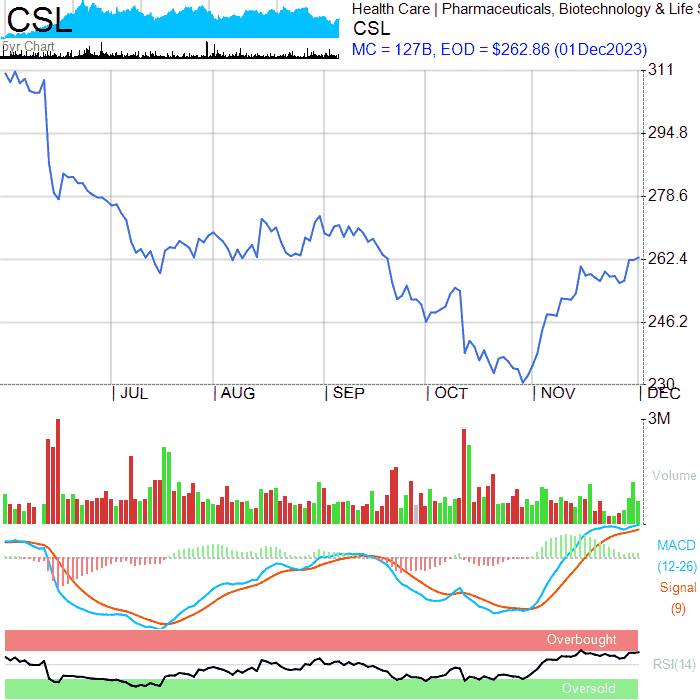 CSL
5yr Chart
Health Care | Pharmaceuticals, Biotechnology & Life S
CSL
MC = 127B, EOD = $262.86 (01Dec2023)
311
294.8
278.6
262.4
246.2
230
JUL
AUG
SEP
OCT
NOV
DEC
3M
Volume
MACD
(12-26)
Signal
(9)
Overbought
RSI(14)
Oversold